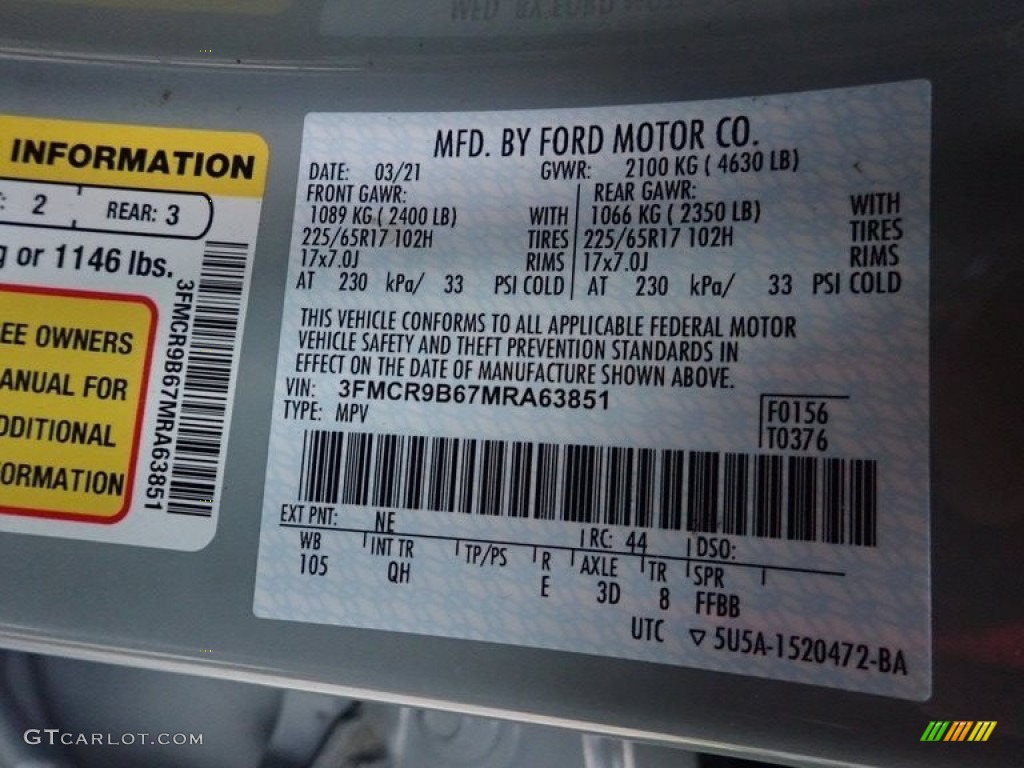 INFORMATION
2 REAR: 3
or 1146 lbs.
EE OWNERS
ANUAL FOR
DDITIONAL
FORMATION
3FMCR9B67MRA63851
MFD. BY FORD MOTOR CO.
DATE: 03/21 GVWR: 2100 KG ( 4630 LB)
FRONT GAWR: REAR GAWR:
1089 KG ( 2400 LB) WITH 1066 KG ( 2350 LB) WITH
225/65R17 102H TIRES 225/65R17 102H TIRES
17x7.0J RIMS 17x7.0J RIMS
AT 230 kPa/ 33 PSI COLD AT 230 kPa/ 33 PSI COLD
THIS VEHICLE CONFORMS TO ALL APPLICABLE FEDERAL MOTOR
VEHICLE SAFETY AND THEFT PREVENTION STANDARDS IN
EFFECT ON THE DATE OF MANUFACTURE SHOWN ABOVE.
VIN: 3FMCR9B67MRA63851
TYPE: MPV
F0156
T0376
EXT PNT: NE RC: 44 DSO:
WB INT TR TP/PS R AXLE TR SPR
105 QH E 3D 8 FFBB
UTC ▽ 5U5A-1520472-BA
GTCARLOT.COM